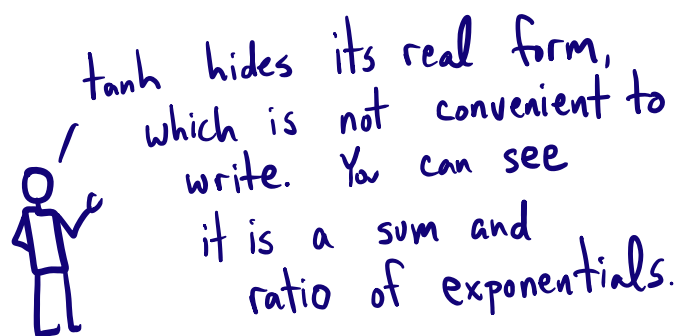 tanh hides its real form,
which is not convenient to
write. You can see
it is a sum and
ratio of exponentials.